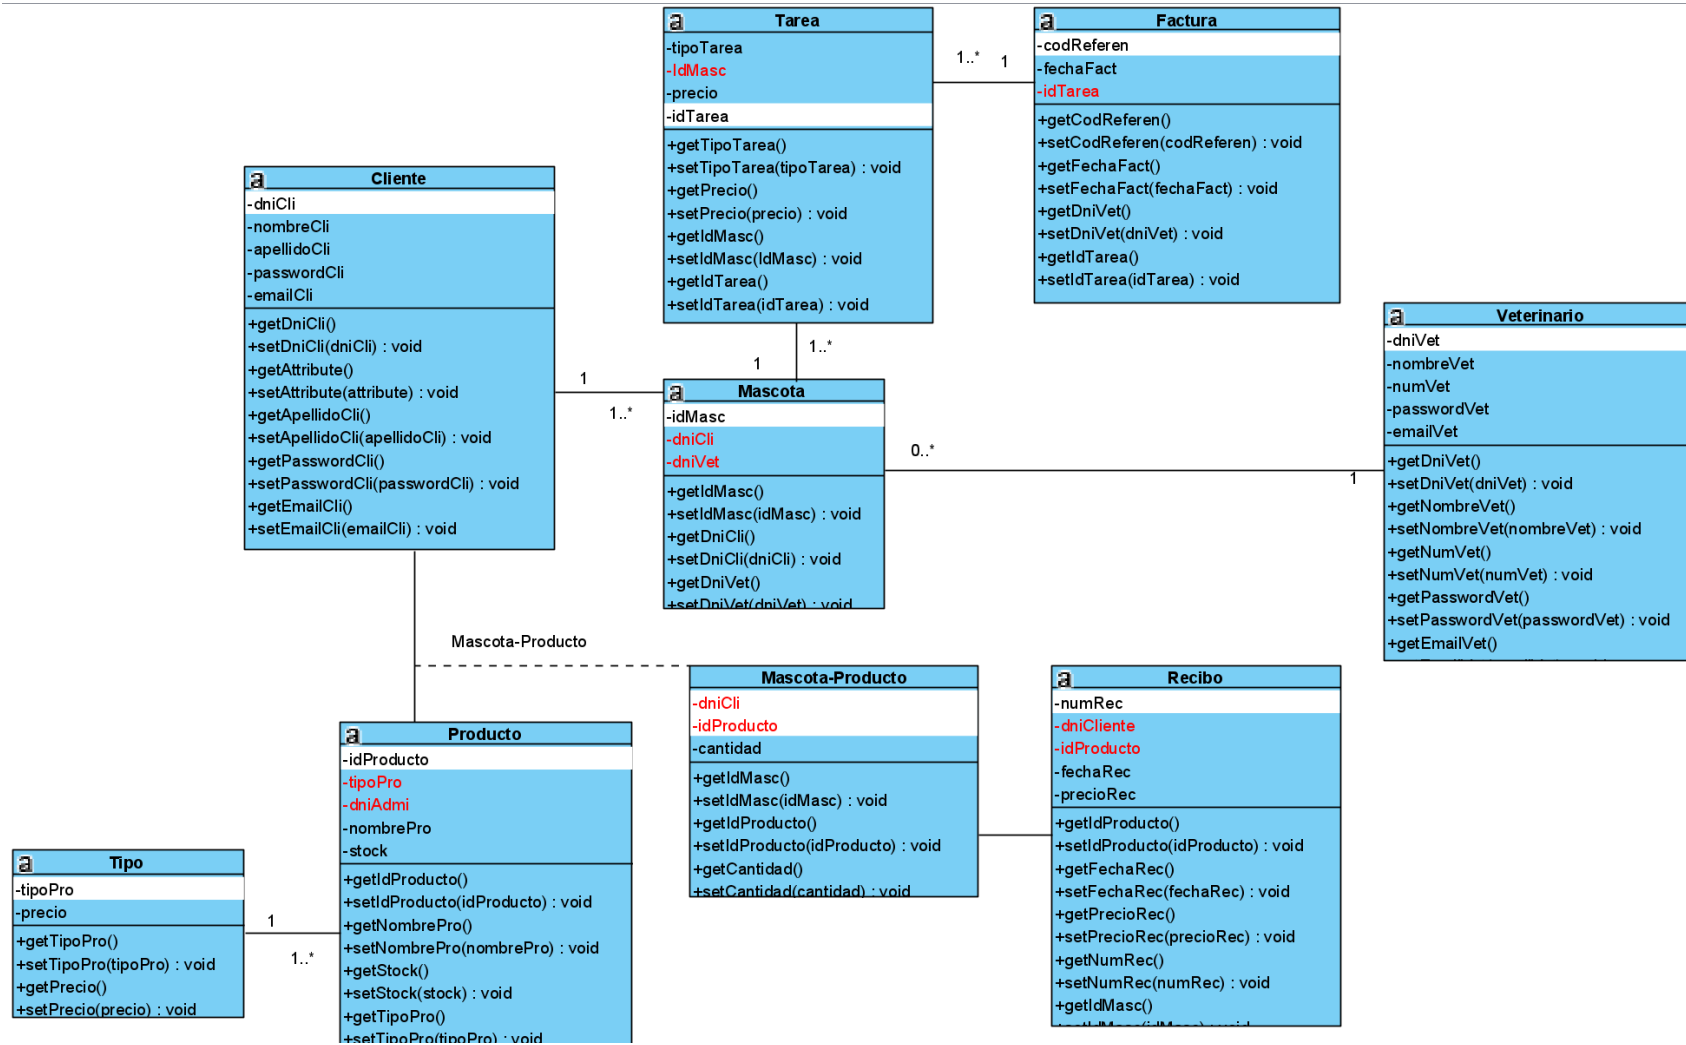 Tarea
-tipoTarea
-IdMasc
-precio
-idTarea
+getTipoTarea()
+setTipoTarea(tipoTarea) : void
+getPrecio()
+setPrecio(precio) : void
+getIdMasc()
+setIdMasc(IdMasc) : void
+getIdTarea()
+setIdTarea(idTarea) : void
1..*
1
Factura
-codReferen
-fechaFact
-idTarea
+getCodReferen()
+setCodReferen(codReferen) : void
+getFechaFact()
+setFechaFact(fechaFact) : void
+getDniVet()
+setDniVet(dniVet) : void
+getIdTarea()
+setIdTarea(idTarea) : void
Cliente
-dniCli
-nombreCli
-apellidoCli
-passwordCli
-emailCli
+getDniCli()
+setDniCli(dniCli) : void
+getAttribute()
+setAttribute(attribute) : void
+getApellidoCli()
+setApellidoCli(apellidoCli) : void
+getPasswordCli()
+setPasswordCli(passwordCli) : void
+getEmailCli()
+setEmailCli(emailCli) : void
1
1..*
1..*
1
Mascota
-idMasc
-dniCli
-dniVet
+getIdMasc()
+setIdMasc(idMasc) : void
+getDniCli()
+setDniCli(dniCli) : void
+getDniVet()
+setDniVet(dniVet) : void
0..*
1
Veterinario
-dniVet
-nombreVet
-numVet
-passwordVet
-emailVet
+getDniVet()
+setDniVet(dniVet) : void
+getNombreVet()
+setNombreVet(nombreVet) : void
+getNumVet()
+setNumVet(numVet) : void
+getPasswordVet()
+setPasswordVet(passwordVet) : void
+getEmailVet()
Mascota-Producto
Mascota-Producto
-dniCli
-idProducto
-cantidad
+getIdMasc()
+setIdMasc(idMasc) : void
+getIdProducto()
+setIdProducto(idProducto) : void
+getCantidad()
+setCantidad(cantidad) : void
Recibo
-numRec
-dniCliente
-idProducto
-fechaRec
-precioRec
+getIdProducto()
+setIdProducto(idProducto) : void
+getFechaRec()
+setFechaRec(fechaRec) : void
+getPrecioRec()
+setPrecioRec(precioRec) : void
+getNumRec()
+setNumRec(numRec) : void
+getIdMasc()
Producto
-idProducto
-tipoPro
-dniAdmi
-nombrePro
-stock
+getIdProducto()
+setIdProducto(idProducto) : void
+getNombrePro()
+setNombrePro(nombrePro) : void
+getStock()
+setStock(stock) : void
+getTipoPro()
+setTipoPro(tipoPro) : void
Tipo
-tipoPro
-precio
+getTipoPro()
+setTipoPro(tipoPro) : void
+getPrecio()
+setPrecio(precio) : void
1
1..*